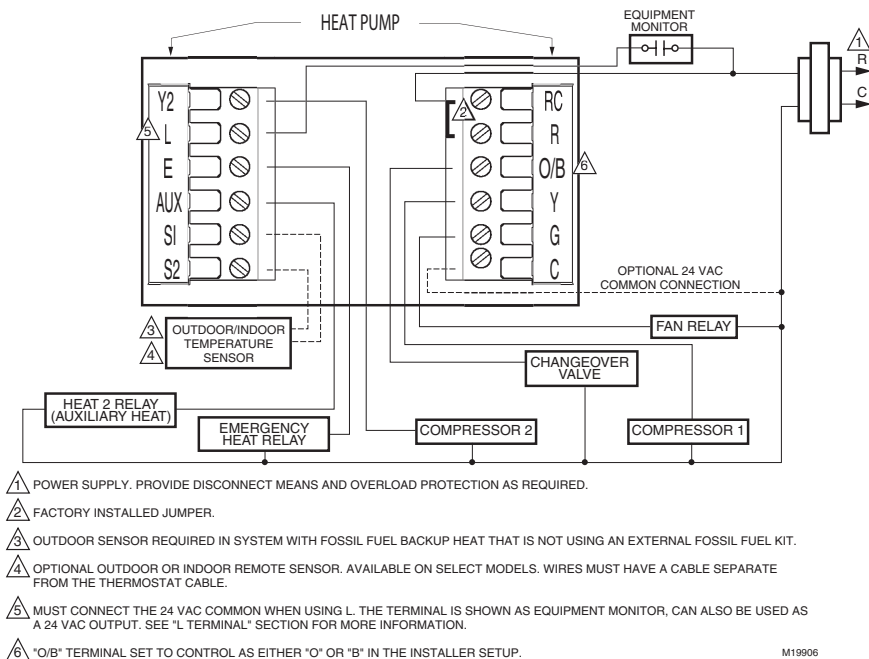 HEAT PUMP
EQUIPMENT
MONITOR
1
R
C
Y2
5
L
E
AUX
S1
S2
2
RC
R
O/B
6
Y
G
C
OPTIONAL 24 VAC
COMMON CONNECTION
3
4
OUTDOOR/INDOOR
TEMPERATURE
SENSOR
FAN RELAY
CHANGEOVER
VALVE
HEAT 2 RELAY
(AUXILIARY HEAT)
EMERGENCY
HEAT RELAY
COMPRESSOR 2
COMPRESSOR 1
1 POWER SUPPLY. PROVIDE DISCONNECT MEANS AND OVERLOAD PROTECTION AS REQUIRED.
2 FACTORY INSTALLED JUMPER.
3 OUTDOOR SENSOR REQUIRED IN SYSTEM WITH FOSSIL FUEL BACKUP HEAT THAT IS NOT USING AN EXTERNAL FOSSIL FUEL KIT.
4 OPTIONAL OUTDOOR OR INDOOR REMOTE SENSOR. AVAILABLE ON SELECT MODELS. WIRES MUST HAVE A CABLE SEPARATE
FROM THE THERMOSTAT CABLE.
5 MUST CONNECT THE 24 VAC COMMON WHEN USING L. THE TERMINAL IS SHOWN AS EQUIPMENT MONITOR, CAN ALSO BE USED AS
A 24 VAC OUTPUT. SEE "L TERMINAL" SECTION FOR MORE INFORMATION.
6 "O/B" TERMINAL SET TO CONTROL AS EITHER "O" OR "B" IN THE INSTALLER SETUP.
M19906